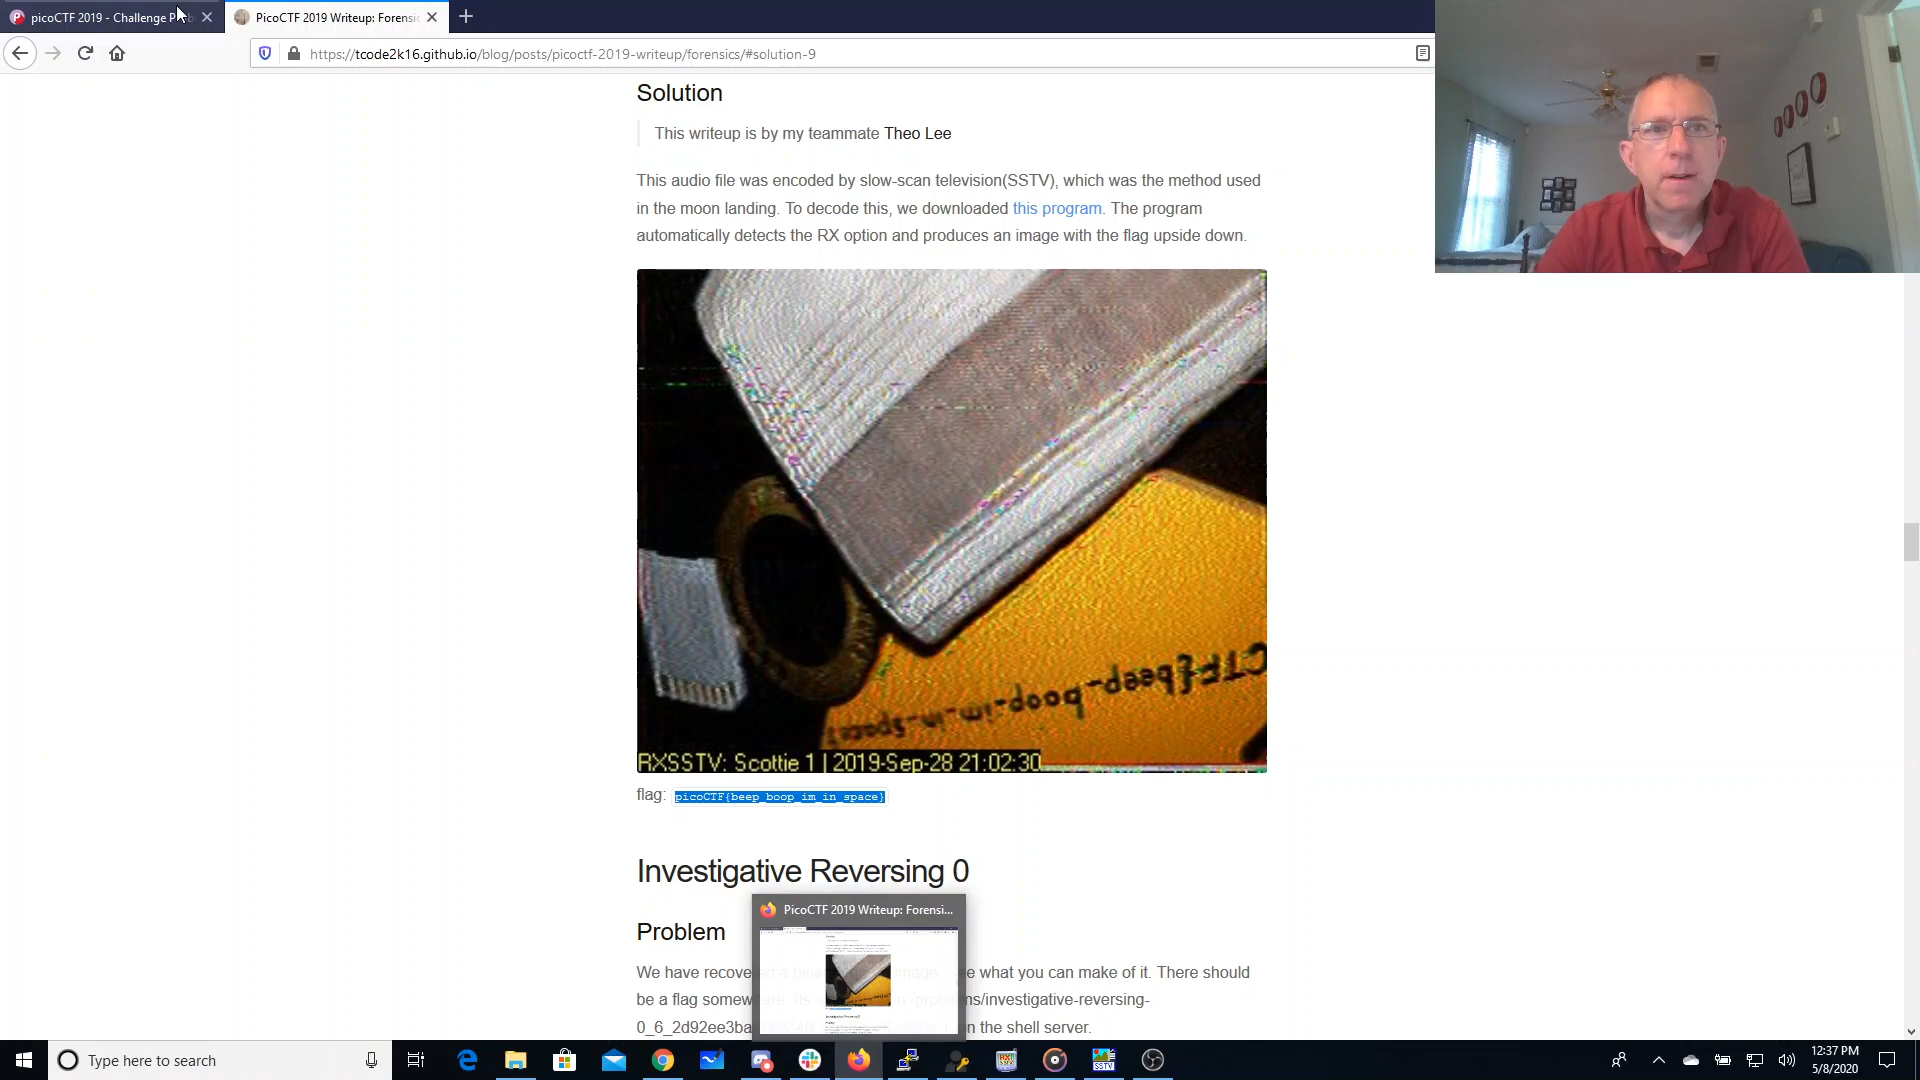 picoCTF 2019 - Challenge P
PicoCTF 2019 Writeup: Forensi
https://tcode2k16.github.io/blog/posts/picoctf-2019-writeup/forensics/#solution-9
Solution
This writeup is by my teammate Theo Lee
This audio file was encoded by slow-scan television(SSTV), which was the method used
in the moon landing. To decode this, we downloaded this program. The program
automatically detects the RX option and produces an image with the flag upside down.
CTF{beep_boop_im_in_space
RXSSTV: Scottie 1 | 2019-Sep-28 21:02:30
flag: picoCTF{beep_boop_im_in_space}
Investigative Reversing 0
PicoCTF 2019 Writeup: Forensi...
Problem
We have recove what you can make of it. There should
be a flag somew /investigative-reversing-
0_6_2d92ee3ba n the shell server.
Type here to search
12:37 PM
5/8/2020